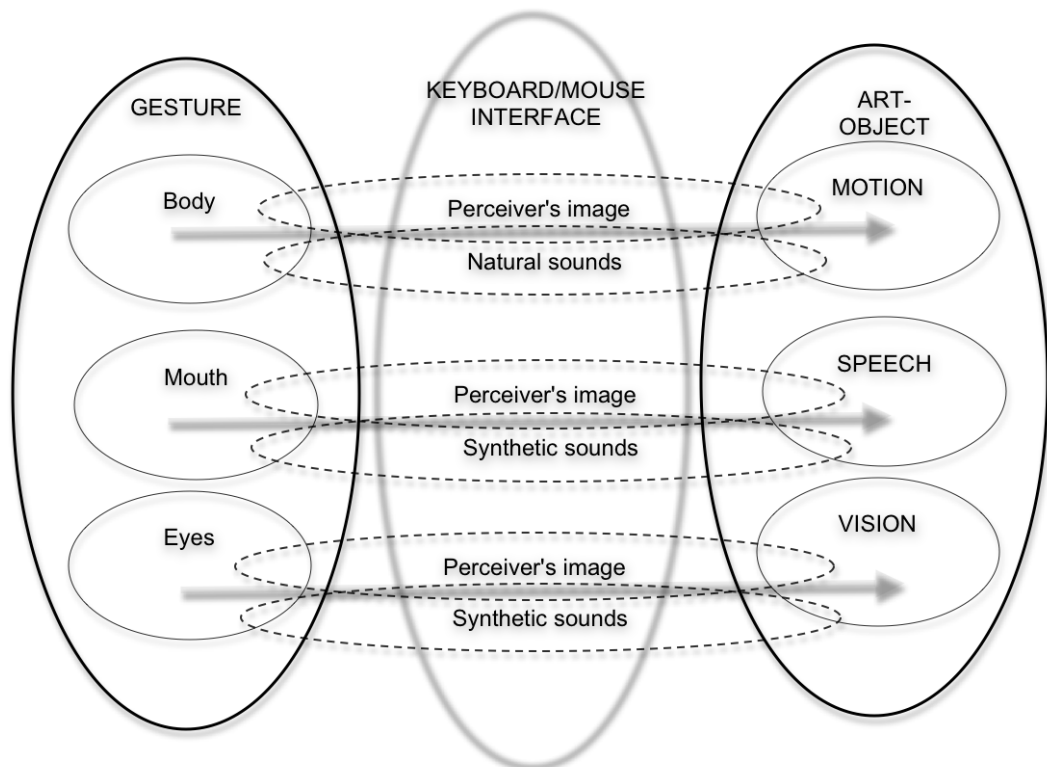 GESTURE
KEYBOARD/MOUSE
INTERFACE
ART-
OBJECT
Body
Perceiver's image
Natural sounds
MOTION
Mouth
Perceiver's image
Synthetic sounds
SPEECH
Eyes
Perceiver's image
Synthetic sounds
VISION